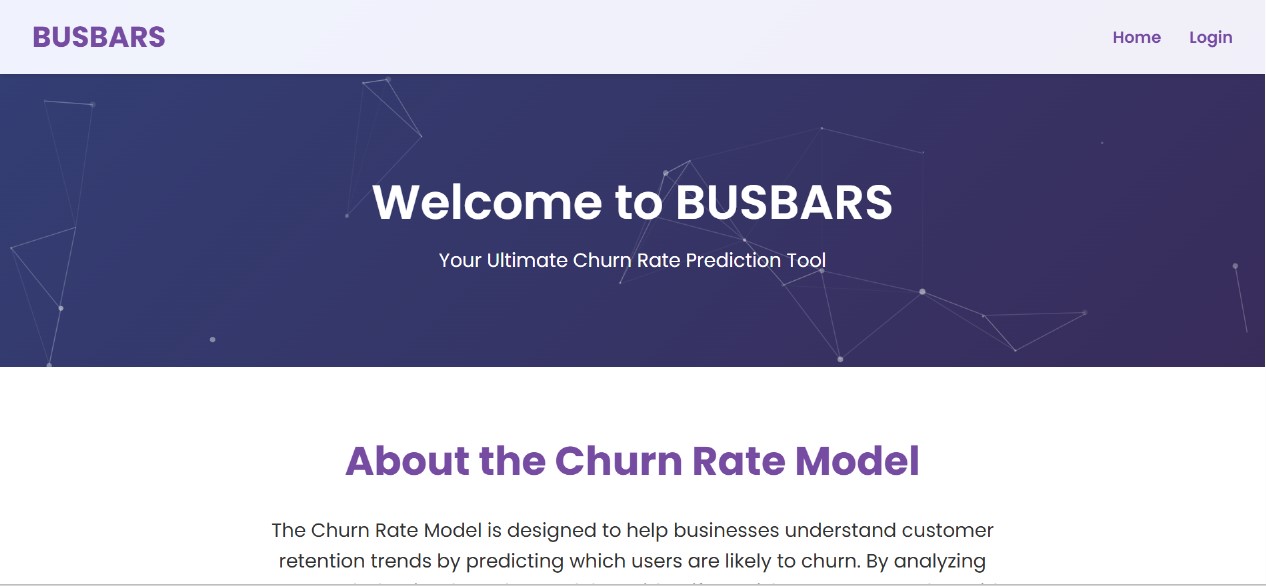 BUSBARS
Home Login
Welcome to BUSBARS
Your Ultimate Churn Rate Prediction Tool
About the Churn Rate Model
The Churn Rate Model is designed to help businesses understand customer
retention trends by predicting which users are likely to churn. By analyzing